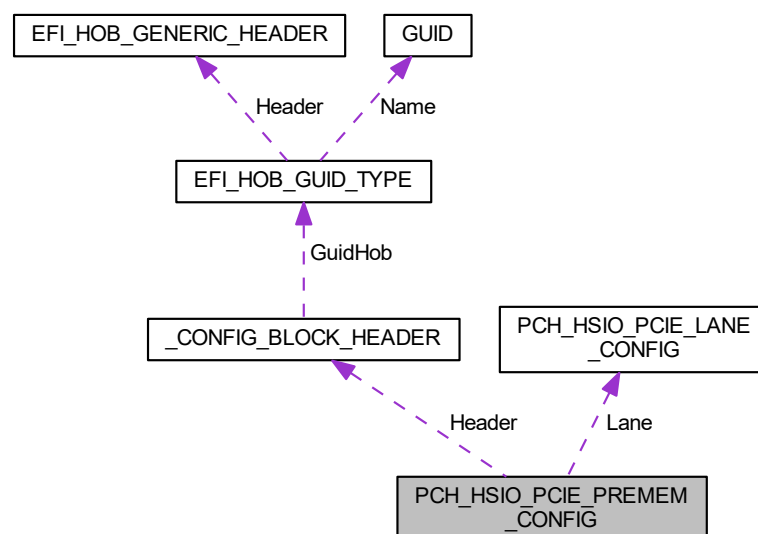 EFI_HOB_GENERIC_HEADER
GUID
Header
Name
EFI_HOB_GUID_TYPE
GuidHob
_CONFIG_BLOCK_HEADER
PCH_HSIO_PCIE_LANE
_CONFIG
Header
Lane
PCH_HSIO_PCIE_PREMEM
_CONFIG